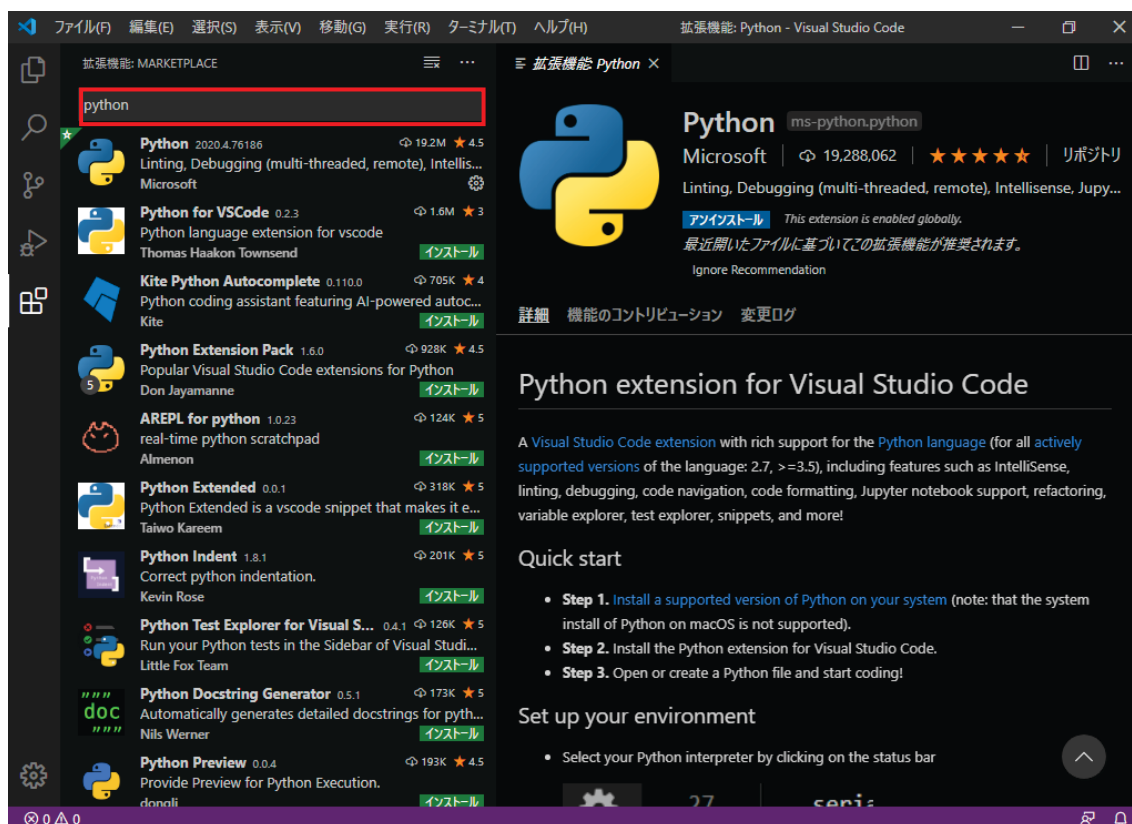 ファイル(F) 編集(E) 選択(S) 表示(V) 移動(G) 実行(R) ターミナル(T) ヘルプ(H) 拡張機能: Python - Visual Studio Code
拡張機能: MARKETPLACE
python
Python 2020.4.76186 19.2M 4.5
Linting, Debugging (multi-threaded, remote), Intellis...
Microsoft
Python for VSCode 0.2.3 1.6M 3
Python language extension for vscode
Thomas Haakon Townsend インストール
Kite Python Autocomplete 0.110.0 705K 4
Python coding assistant featuring AI-powered autoc...
Kite インストール
Python Extension Pack 1.6.0 928K 4.5
Popular Visual Studio Code extensions for Python
5
Don Jayamanne インストール
AREPL for python 1.0.23 124K 5
real-time python scratchpad
Almenon インストール
Python Extended 0.0.1 318K 5
Python Extended is a vscode snippet that makes it e...
Taiwo Kareem インストール
Python Indent 1.8.1 201K 5
Correct python indentation.
Kevin Rose インストール
Python Test Explorer for Visual S... 0.4.1 126K 5
Run your Python tests in the Sidebar of Visual Studi...
Little Fox Team インストール
"""
doc
"""
Python Docstring Generator 0.5.1 173K 5
Automatically generates detailed docstrings for pyth...
Nils Werner インストール
Python Preview 0.0.4 193K 4.5
Provide Preview for Python Execution.
dongli インストール
拡張機能: Python
Python ms-python.python
Microsoft 19,288,062 リポジトリ
Linting, Debugging (multi-threaded, remote), Intellisense, Jupy...
アンインストール This extension is enabled globally.
最近開いたファイルに基づいてこの拡張機能が推奨されます。
Ignore Recommendation
詳細 機能のコントリビューション 変更ログ
Python extension for Visual Studio Code
A Visual Studio Code extension with rich support for the Python language (for all actively
supported versions of the language: 2.7, >=3.5), including features such as IntelliSense,
linting, debugging, code navigation, code formatting, Jupyter notebook support, refactoring,
variable explorer, test explorer, snippets, and more!
Quick start
Step 1. Install a supported version of Python on your system (note: that the system
install of Python on macOS is not supported).
Step 2. Install the Python extension for Visual Studio Code.
Step 3. Open or create a Python file and start coding!
Set up your environment
Select your Python interpreter by clicking on the status bar
27
0 0